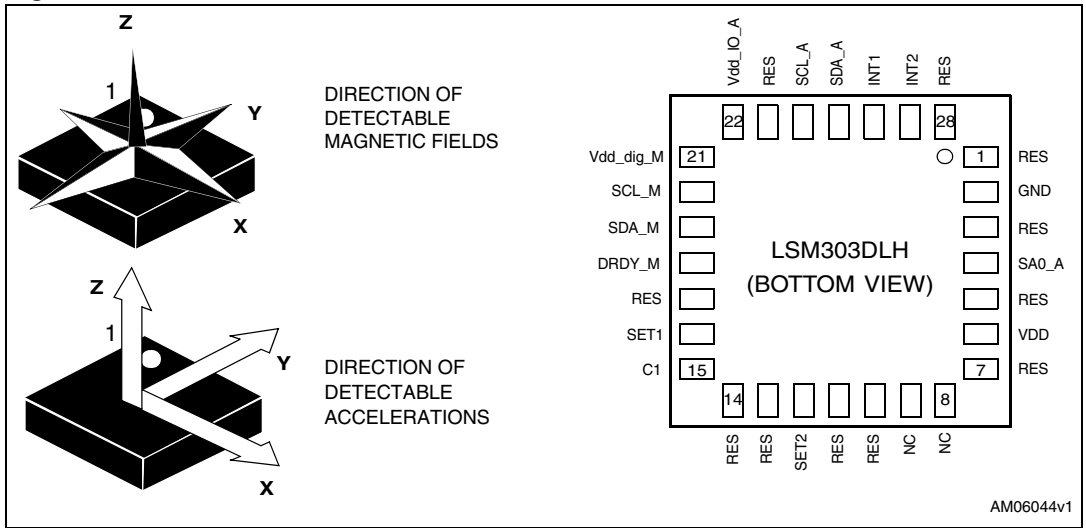 Z
1
Y
X
DIRECTION OF
DETECTABLE
MAGNETIC FIELDS
Z
1
Y
X
DIRECTION OF
DETECTABLE
ACCELERATIONS
Vdd_IO_A
RES
SCL_A
SDA_A
INT1
INT2
RES
22
28
Vdd_dig_M
21
SCL_M
SDA_M
DRDY_M
RES
SET1
C1
15
LSM303DLH
(BOTTOM VIEW)
1
RES
GND
RES
SA0_A
RES
VDD
7
RES
14
8
RES
RES
SET2
RES
RES
NC
NC
AM06044v1